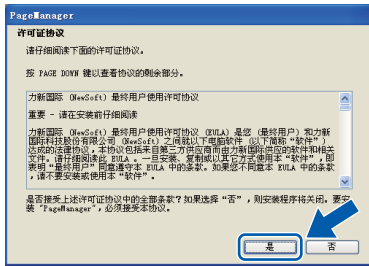 PageManager
许可证协议
请仔细阅读下面的许可证协议。
按 PAGE DOWN 键以查看协议的剩余部分。
力新国际 (NewSoft) 最终用户使用许可协议
重要 - 请在安装前仔细阅读
力新国际 (NewSoft) 最终用户使用许可协议 (EULA) 是您 (最终用户) 和力新
国际科技股份有限公司 (NewSoft) 之间就以下电脑软件 (以下简称 “软件” )
达成的法律协议，本协议包括来自第三方供应商而由力新国际供应的软件和相关
文件。请仔细阅读此 EULA 。一旦安装、复制或以其它方式使用本 “软件” ，即
表明 “最终用户” 同意遵守本 EULA 中的条款。如果您不同意本 EULA 中的条款
，请不要安装或使用本 “软件” 。
是否接受上述许可证协议中的全部条款？如果选择 “否” ，则安装程序将关闭。要安
装 "PageManager"，必须接受本协议。
是
否